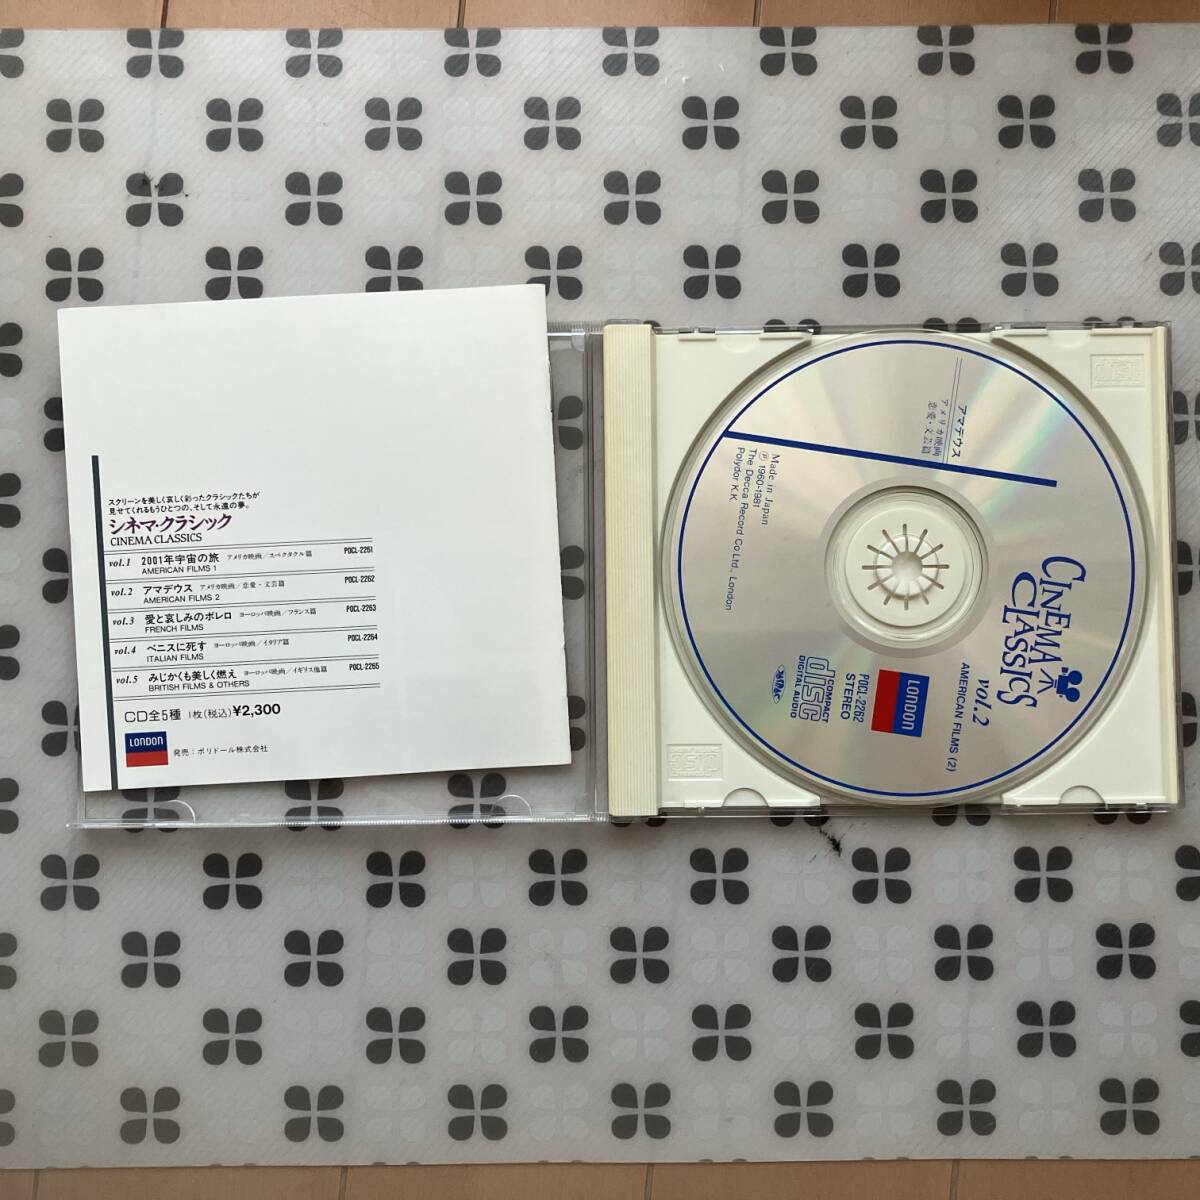 スクリーンを美しく哀しく彩ったクラシックたちが
見せてくれるもうひとつの、そして永遠の夢。
シネマ・クラシック
CINEMA CLASSICS
vol.1 2001年宇宙の旅 アメリカ映画/スペクタクル篇 POCL-2261
AMERICAN FILMS 1
vol.2 アマデウス アメリカ映画/恋愛・文芸篇 POCL-2262
AMERICAN FILMS 2
vol.3 愛と哀しみのボレロ ヨーロッパ映画/フランス篇 POCL-2263
FRENCH FILMS
vol.4 ベニスに死す ヨーロッパ映画/イタリア篇 POCL-2264
ITALIAN FILMS
vol.5 みじかくも美しく燃え ヨーロッパ映画/イギリス他篇 POCL-2265
BRITISH FILMS & OTHERS
CD全5種 1枚(税込)¥2,300
LONDON
発売:ポリドール株式会社
CINEMA
CLASSICS
vol.2
AMERICAN FILMS (2)
アマデウス
アメリカ映画
恋愛・文芸篇
Made in Japan
Ⓟ 1960-1981
The Decca Record Co. Ltd., London
Polydor K.K.
LONDON
POCL-2262
STEREO
COMPACT
disc
DIGITAL AUDIO